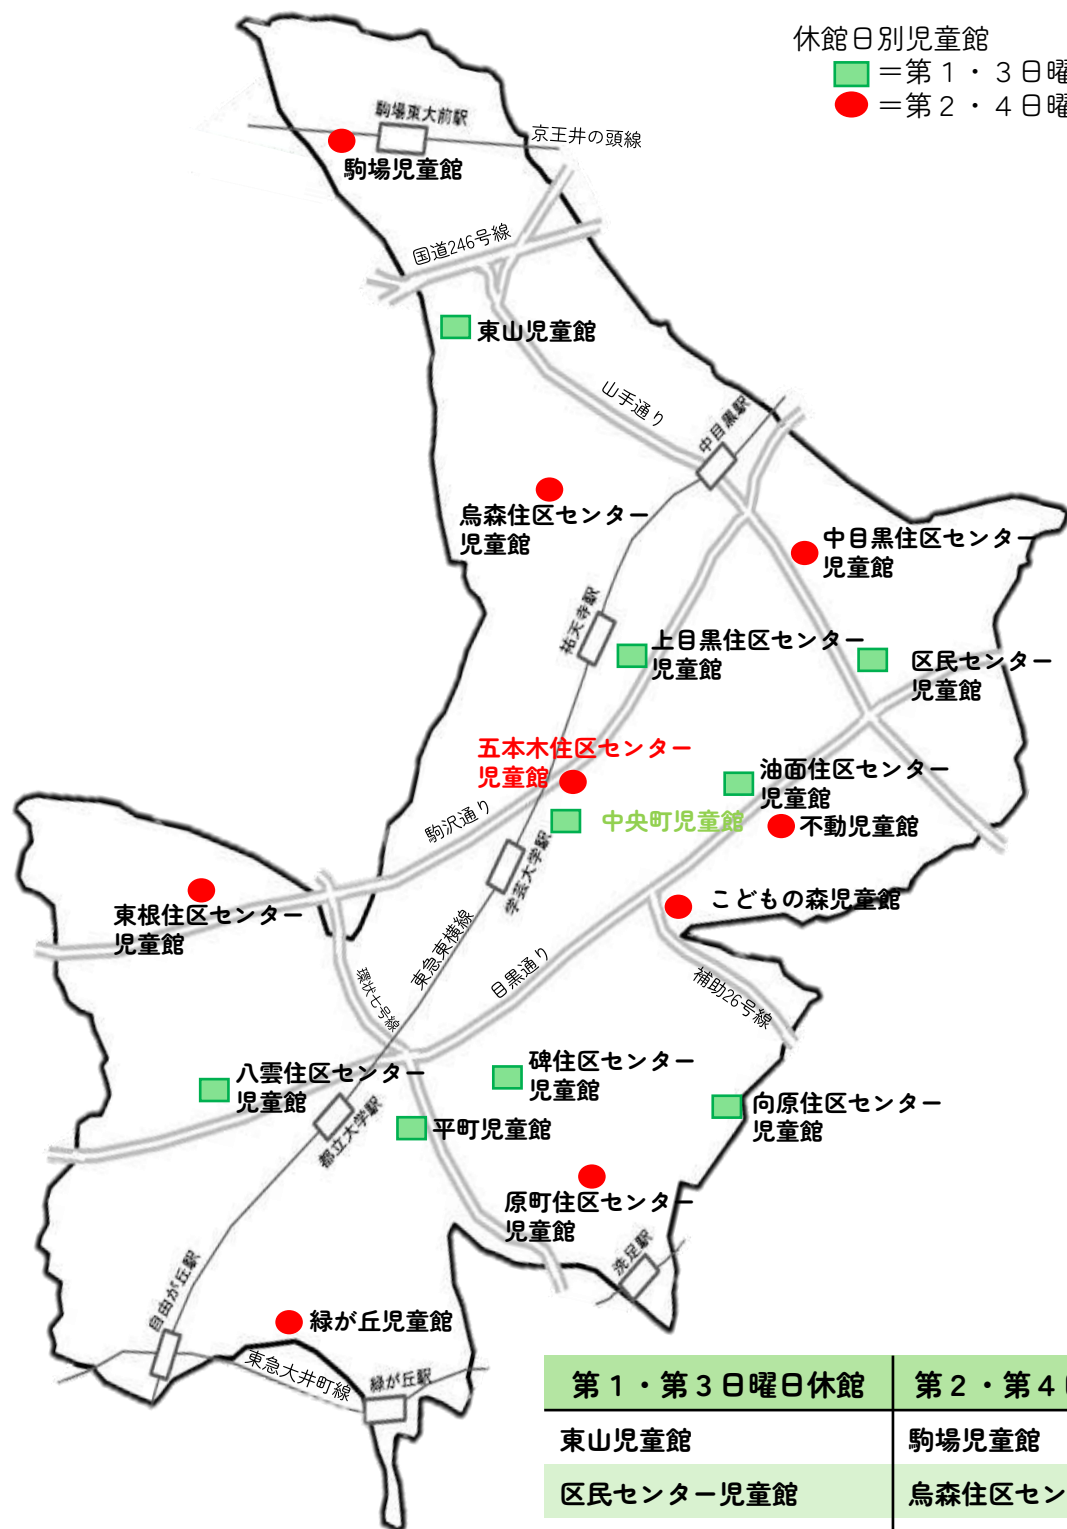 休館日別児童館
＝第１・３日曜
＝第２・４日曜
駒場東大前駅
京王井の頭線
駒場児童館
国道246号線
東山児童館
山手通り
中目黒駅
烏森住区センター
児童館
中目黒住区センター
児童館
祐天寺駅
上目黒住区センター
児童館
区民センター
児童館
五本木住区センター
児童館
油面住区センター
児童館
駒沢通り
中央町児童館
不動児童館
学芸大学駅
東根住区センター
児童館
こどもの森児童館
東急東横線
目黒通り
環状七号線
補助26号線
八雲住区センター
児童館
碑住区センター
児童館
平町児童館
向原住区センター
児童館
都立大学駅
原町住区センター
児童館
洗足駅
自由が丘駅
緑が丘児童館
東急大井町線
緑が丘駅
第１・第３日曜日休館
第２・第４
東山児童館
駒場児童館
区民センター児童館
烏森住区セン